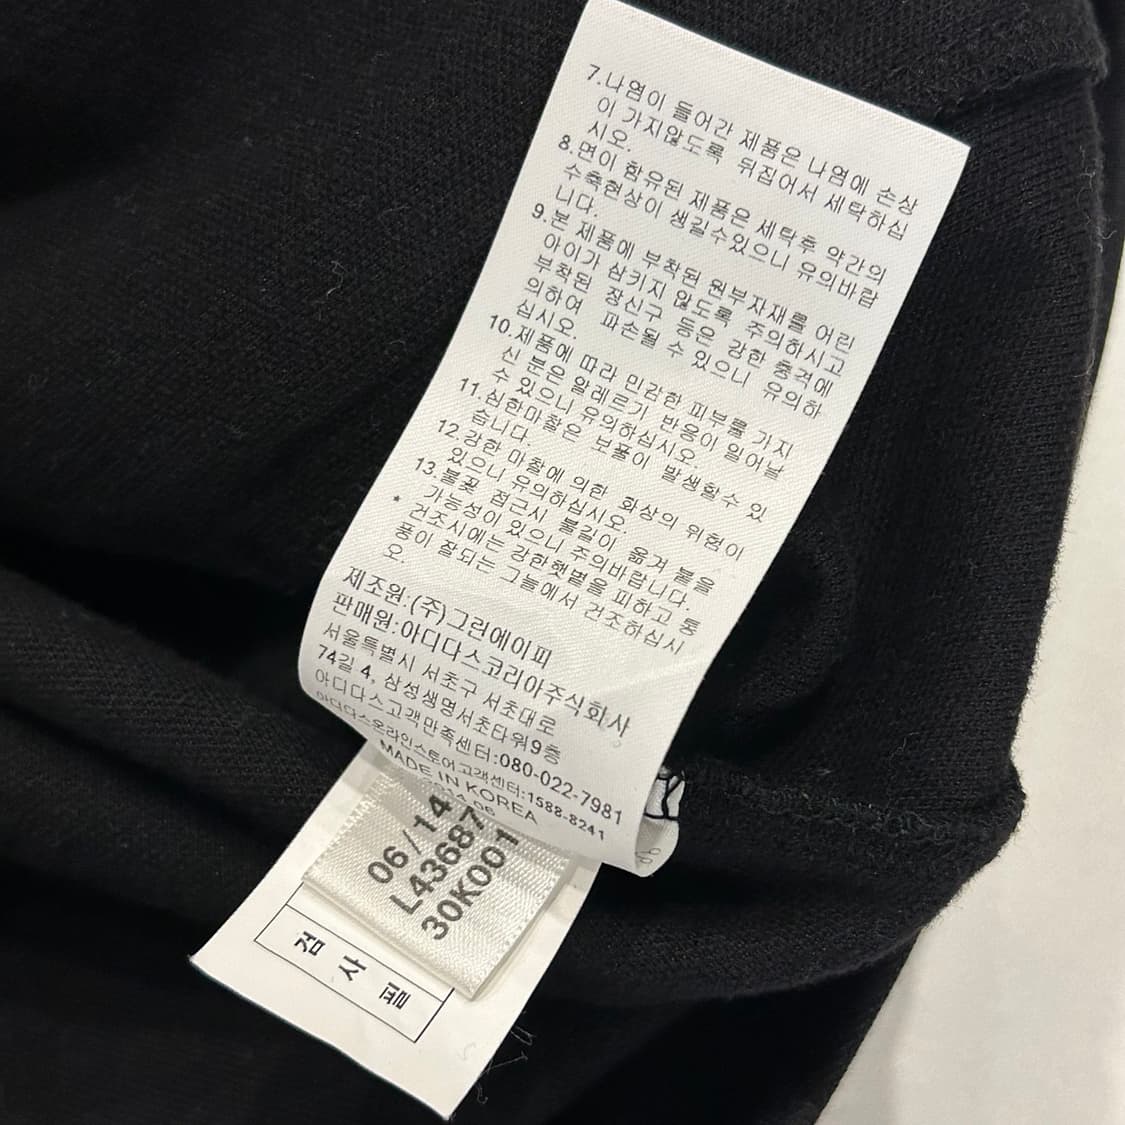 7.나염이 들어간 제품은 나염에 손상
이 가지않도록 뒤집어서 세탁하십
시오.
8.면이 함유된 제품은 세탁후 약간의
수축현상이 생길수있으니 유의바랍
니다.
9.본 제품에 부착된 원부자재를 어린
아이가 삼키지 않도록 주의하시고
부착된 장신구 등은 강한 충격에
의하여 파손될 수 있으니 유의하
십시오.
10.제품에 따라 민감한 피부를 가지
신 분은 알레르기 반응이 일어날
수 있으니 유의하십시오.
11.심한마찰은 보풀이 발생할수 있
습니다.
12.강한 마찰에 의한 화상의 위험이
있으니 유의하십시오.
13.불꽃 접근시 불길이 옮겨 붙을
가능성이 있으니 주의바랍니다.
* 건조시에는 강한햇볕을 피하고 통
풍이 잘되는 그늘에서 건조하십시
오.
제조원:(주)그린에이피
판매원:아디다스코리아주식회사
서울특별시 서초구 서초대로
74길 4, 삼성생명서초타워9층
아디다스고객만족센터:080-022-7981
아디다스온라인스토어고객센터:1588-8241
MADE IN KOREA
06/14
L43687
30K001
검사필